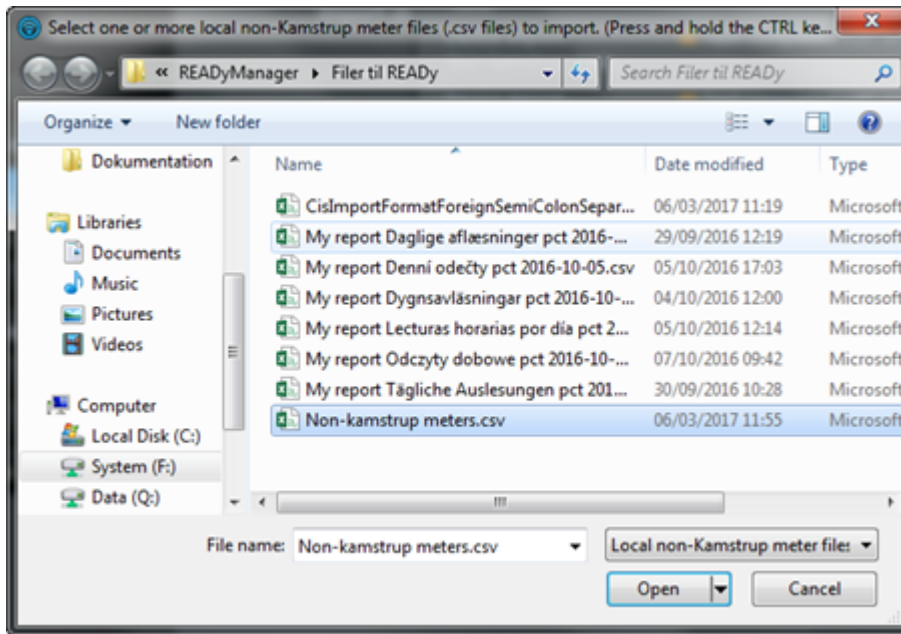 Select one or more local non-Kamstrup meter files (.csv files) to import. (Press and hold the CTRL ke...
« READyManager ▸ Filer til READy
Search Filer til READy
Organize New folder
Dokumentation
Libraries
Documents
Music
Pictures
Videos
Computer
Local Disk (C:)
System (F:)
Data (Q:)
Name Date modified Type
CisImportFormatForeignSemiColonSepar... 06/03/2017 11:19 Microsoft
My report Daglige aflæsninger pct 2016-... 29/09/2016 12:19 Microsoft
My report Denní odečty pct 2016-10-05.csv 05/10/2016 17:03 Microsoft
My report Dygnsavläsningar pct 2016-10-... 04/10/2016 12:00 Microsoft
My report Lecturas horarias por día pct 2... 05/10/2016 12:14 Microsoft
My report Odczyty dobowe pct 2016-10-... 07/10/2016 09:42 Microsoft
My report Tägliche Auslesungen pct 201... 30/09/2016 10:28 Microsoft
Non-kamstrup meters.csv 06/03/2017 11:55 Microsoft
File name: Non-kamstrup meters.csv
Local non-Kamstrup meter files
Open Cancel